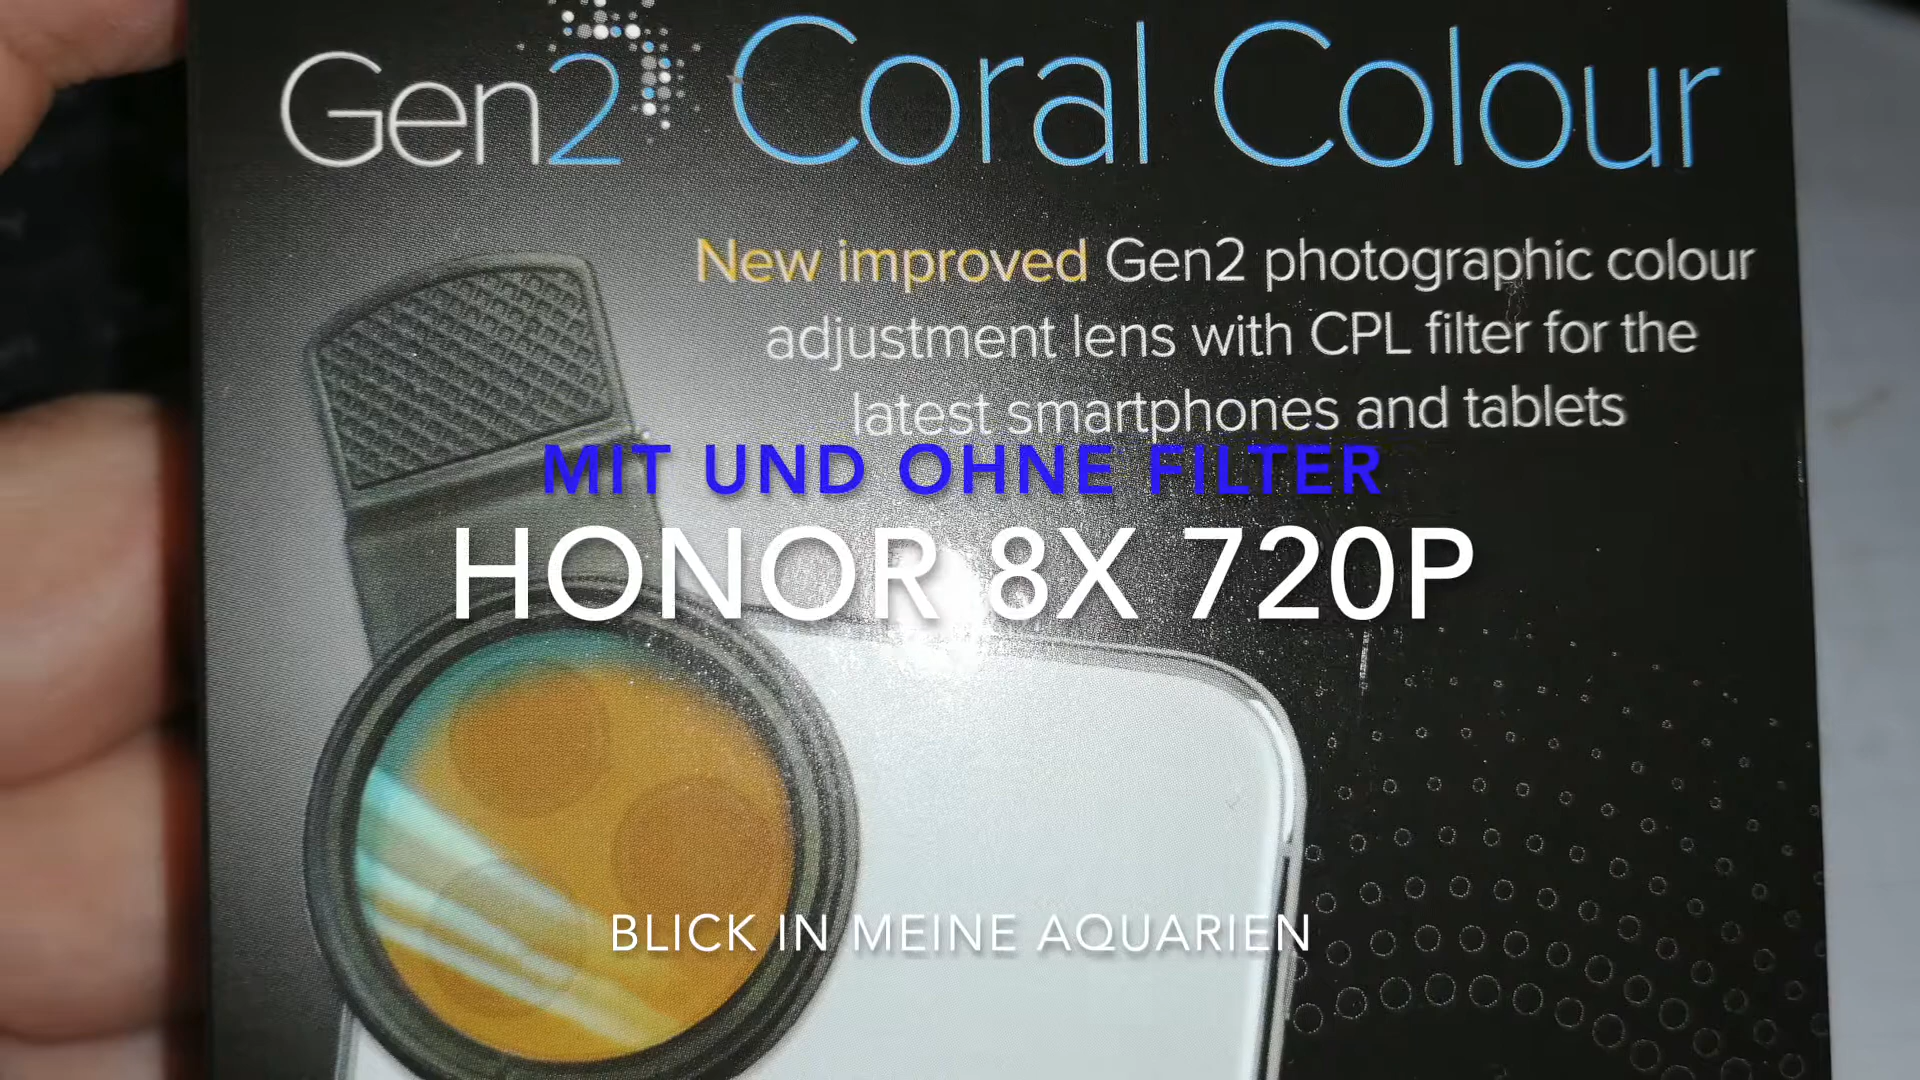 Gen2 Coral Colour
New improved Gen2 photographic colour
adjustment lens with CPL filter for the
latest smartphones and tablets
MIT UND OHNE FILTER
HONOR 8X 720P
BLICK IN MEINE AQUARIEN